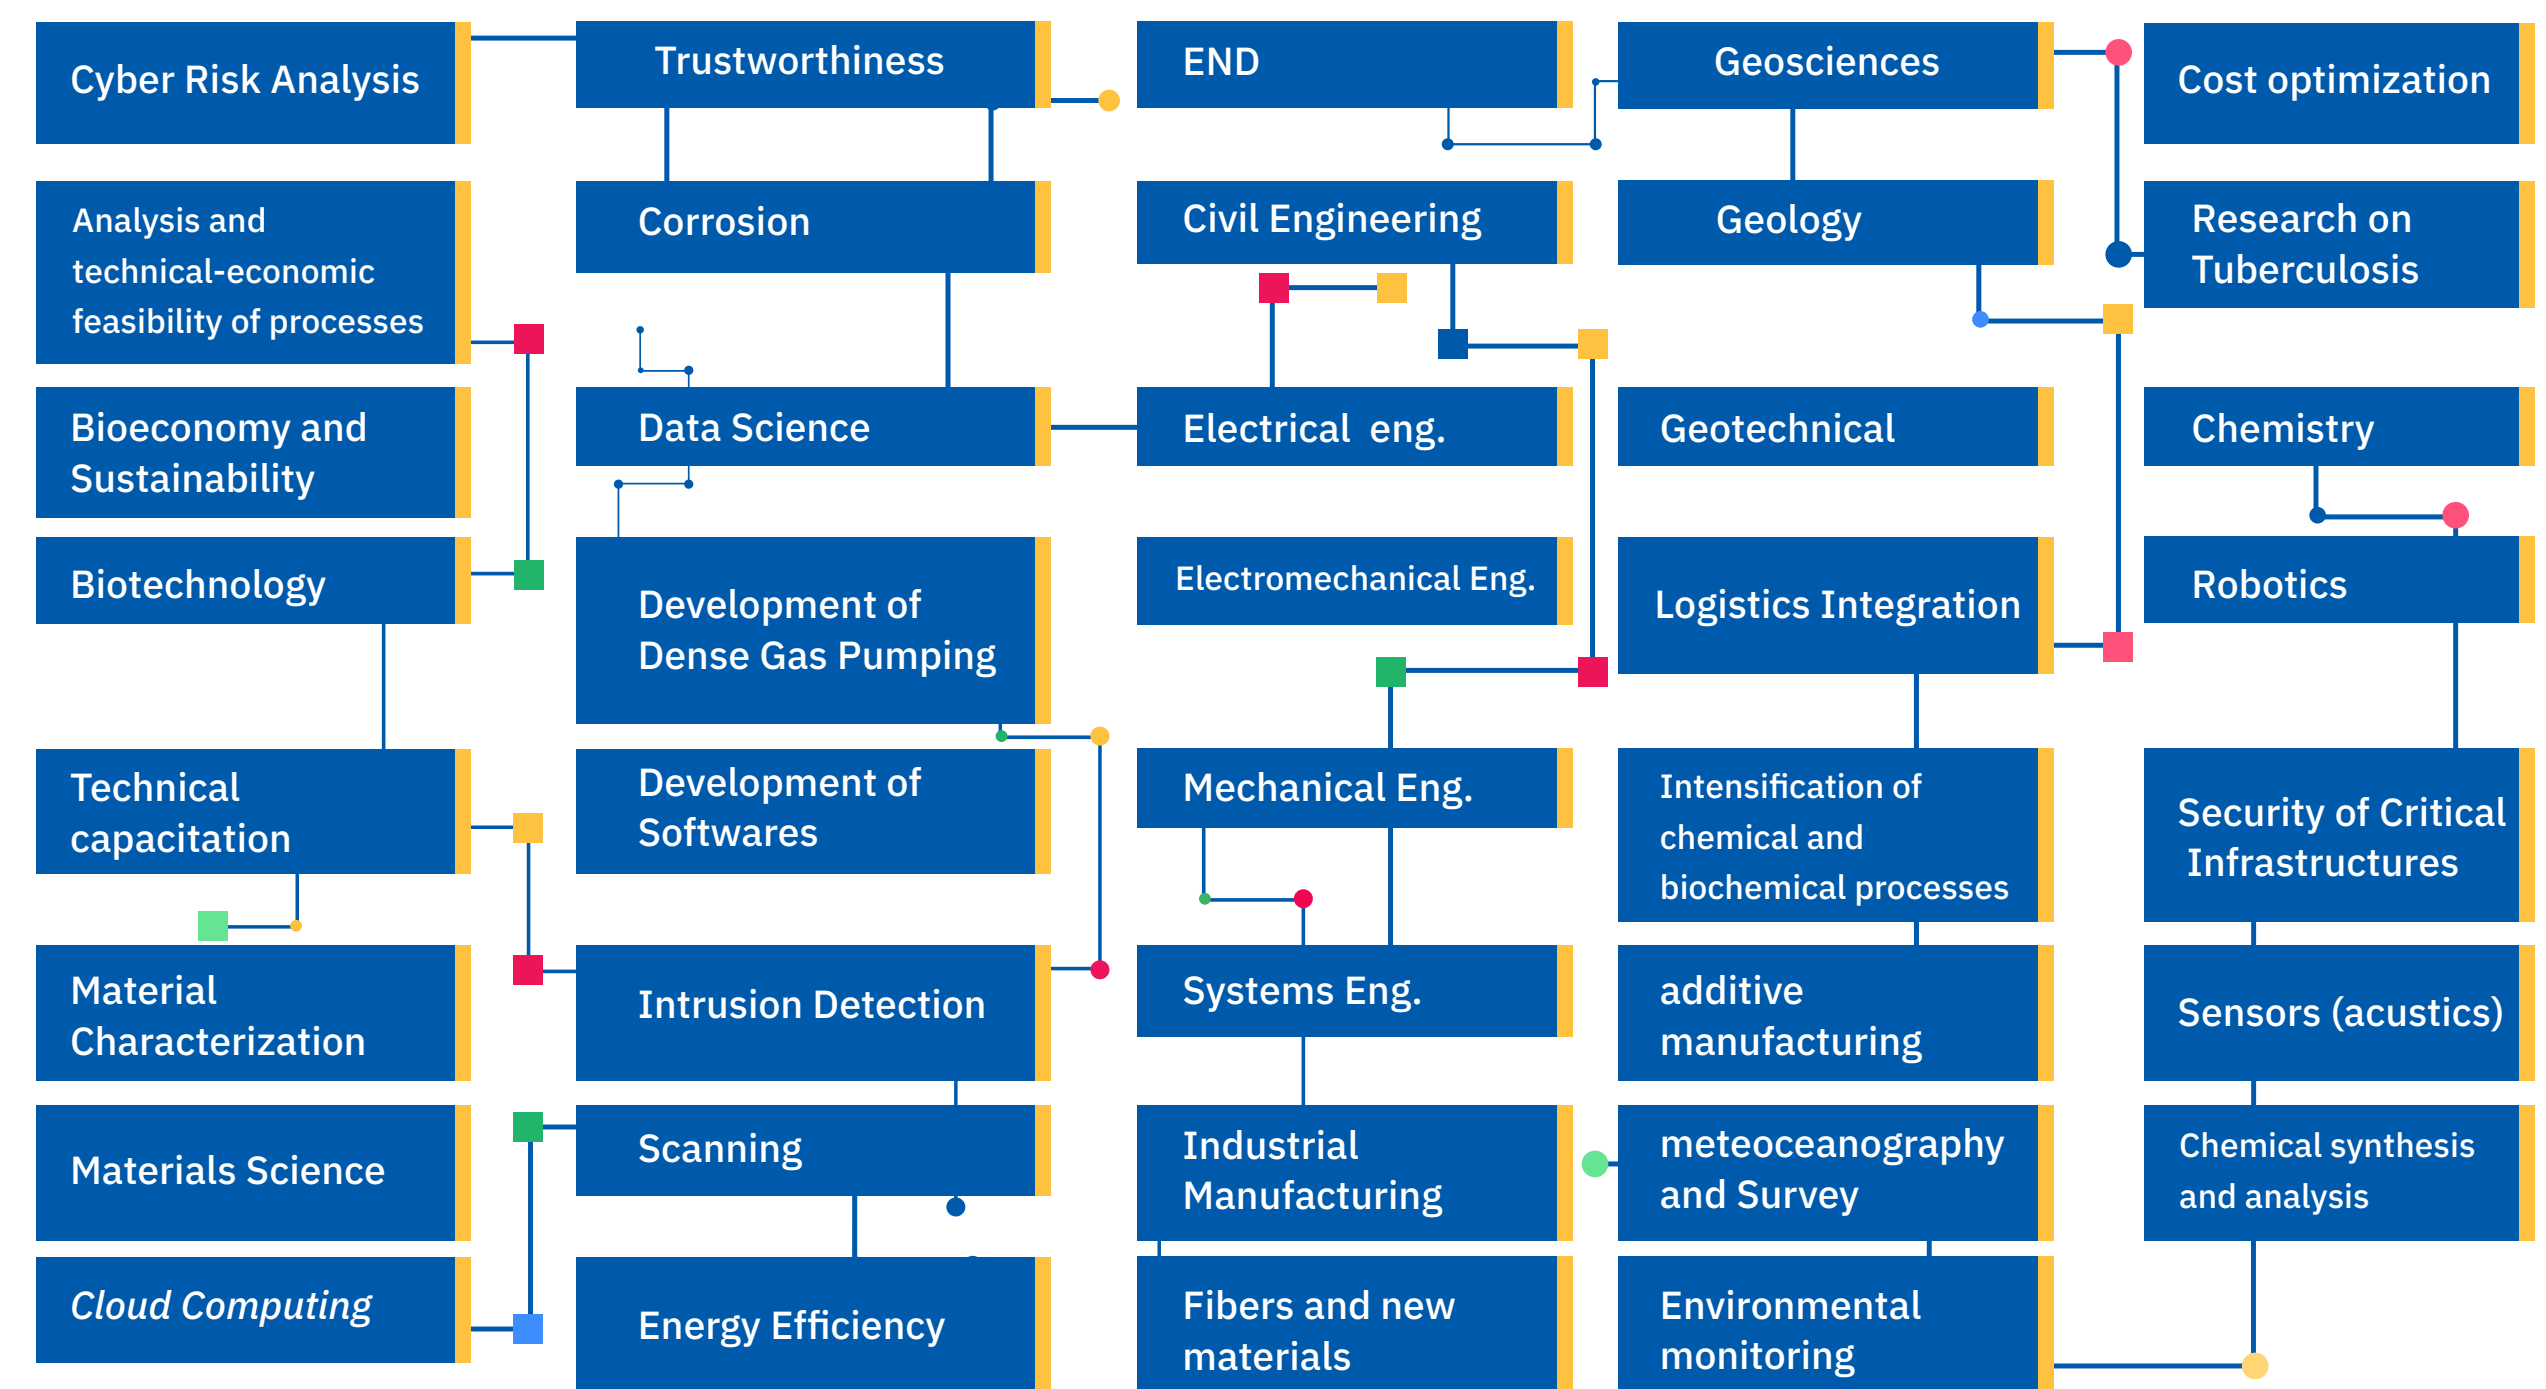 Cyber Risk Analysis
Analysis and
technical-economic
feasibility of processes
Bioeconomy and
Sustainability
Biotechnology
Technical
capacitation
Material
Characterization
Materials Science
Cloud Computing
Trustworthiness
Corrosion
Data Science
Development of
Dense Gas Pumping
Development of
Softwares
Intrusion Detection
Scanning
Energy Efficiency
END
Civil Engineering
Electrical eng.
Electromechanical Eng.
Mechanical Eng.
Systems Eng.
Industrial
Manufacturing
Fibers and new
materials
Geosciences
Geology
Geotechnical
Logistics Integration
Intensification of
chemical and
biochemical processes
additive
manufacturing
meteoceanography
and Survey
Environmental
monitoring
Cost optimization
Research on
Tuberculosis
Chemistry
Robotics
Security of Critical
Infrastructures
Sensors (acustics)
Chemical synthesis
and analysis